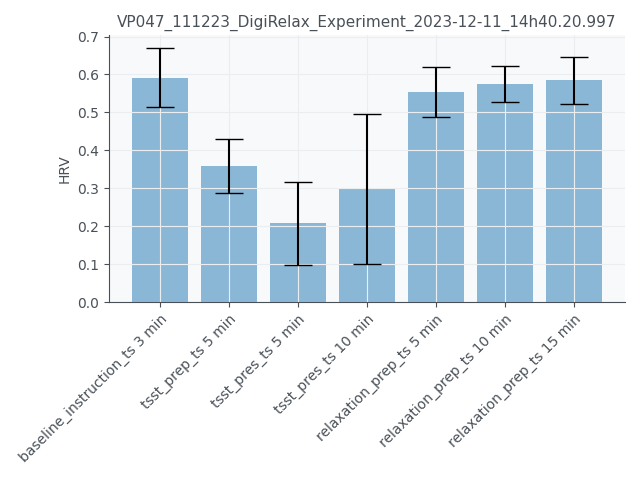 VP047_111223_DigiRelax_Experiment_2023-12-11_14h40.20.997
0.7
0.6
0.5
0.4
0.3
0.2
0.1
0.0
HRV
baseline_instruction_ts 3 min
tsst_prep_ts 5 min
tsst_pres_ts 5 min
tsst_pres_ts 10 min
relaxation_prep_ts 5 min
relaxation_prep_ts 10 min
relaxation_prep_ts 15 min